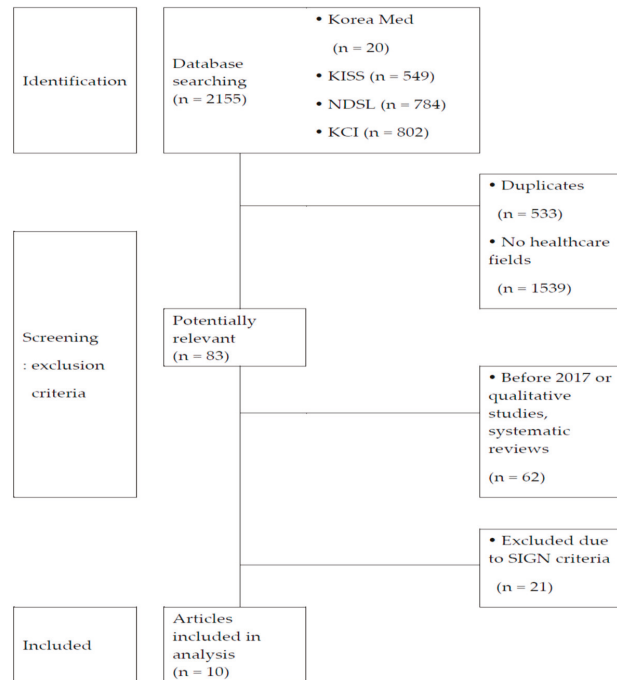 Identification
Database
searching
(n = 2155)
• Korea Med
(n = 20)
• KISS (n = 549)
• NDSL (n = 784)
• KCI (n = 802)
• Duplicates
(n = 533)
• No healthcare
fields
(n = 1539)
Screening
: exclusion
criteria
Potentially
relevant
(n = 83)
• Before 2017 or
qualitative
studies,
systematic
reviews
(n = 62)
• Excluded due
to SIGN criteria
(n = 21)
Included
Articles
included in
analysis
(n = 10)